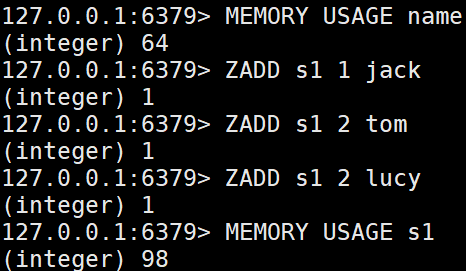 127.0.0.1:6379> MEMORY USAGE name
(integer) 64
127.0.0.1:6379> ZADD s1 1 jack
(integer) 1
127.0.0.1:6379> ZADD s1 2 tom
(integer) 1
127.0.0.1:6379> ZADD s1 2 lucy
(integer) 1
127.0.0.1:6379> MEMORY USAGE s1
(integer) 98